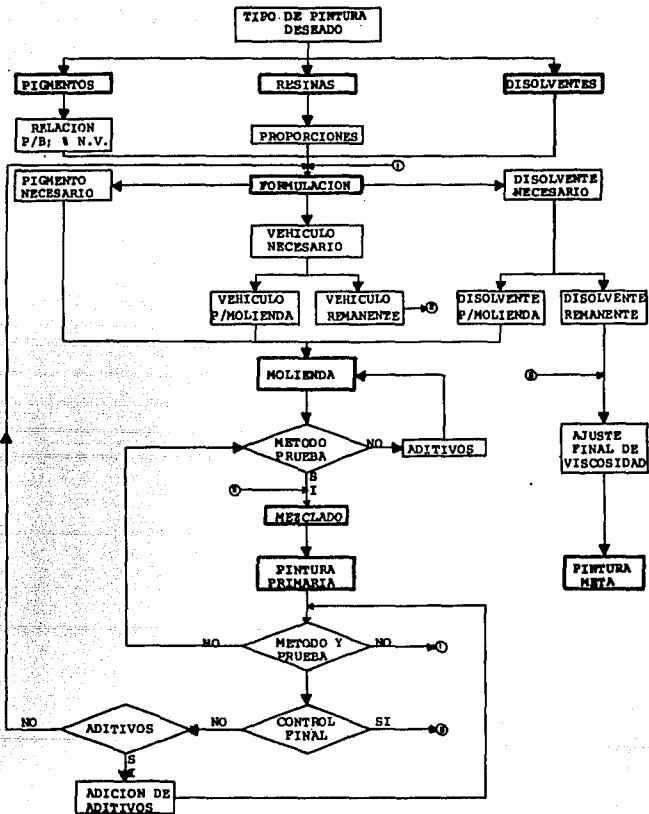 TIPO DE PINTURA
DESEADO
PIGMENTOS
RESINAS
DISOLVENTES
RELACION
P/B; % N.V.
PROPORCIONES
PIGMENTO
NECESARIO
FORMULACION
DISOLVENTE
NECESARIO
VEHICULO
NECESARIO
VEHICULO
P/MOLIENDA
VEHICULO
REMANENTE
DISOLVENTE
P/MOLIENDA
DISOLVENTE
REMANENTE
MOLIENDA
METODO
PRUEBA
NO
ADITIVOS
AJUSTE
FINAL DE
VISCOSIDAD
MEZCLADO
PINTURA
PRIMARIA
PINTURA
META
NO
METODO Y
PRUEBA
NO
NO
ADITIVOS
NO
CONTROL
FINAL
SI
ADICION DE
ADITIVOS